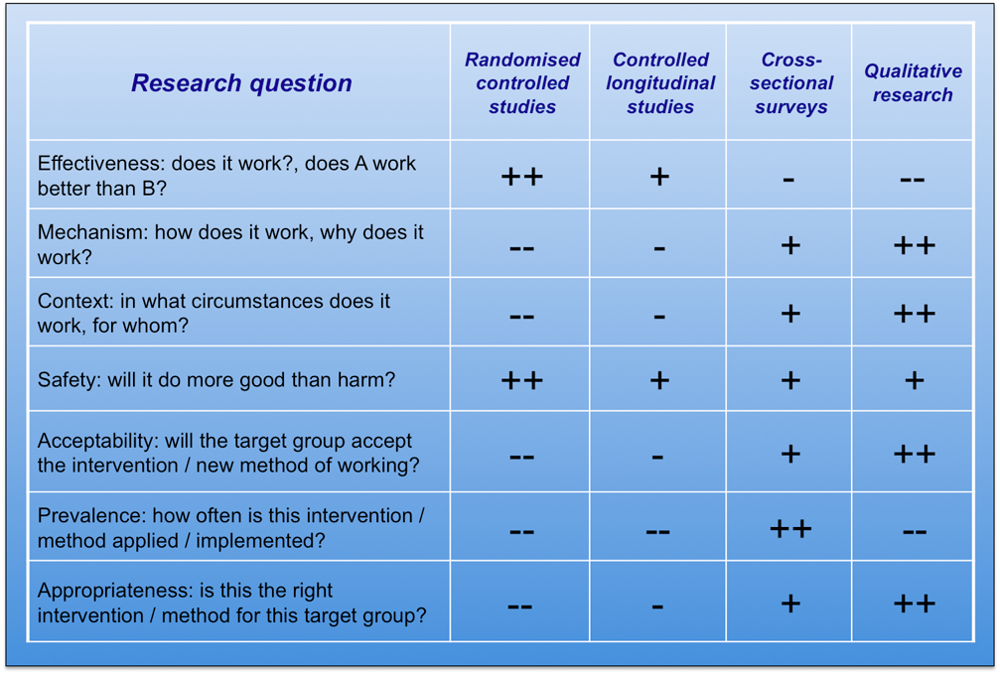 Research question
Randomised
controlled
studies
Controlled
longitudinal
studies
Cross-
sectional
surveys
Qualitative
research
Effectiveness: does it work?, does A work
better than B?
++ + - --
Mechanism: how does it work, why does it
work?
-- - + ++
Context: in what circumstances does it
work, for whom?
-- - + ++
Safety: will it do more good than harm?
++ + + +
Acceptability: will the target group accept
the intervention / new method of working?
-- - + ++
Prevalence: how often is this intervention /
method applied / implemented?
-- -- ++ --
Appropriateness: is this the right
intervention / method for this target group?
-- - + ++